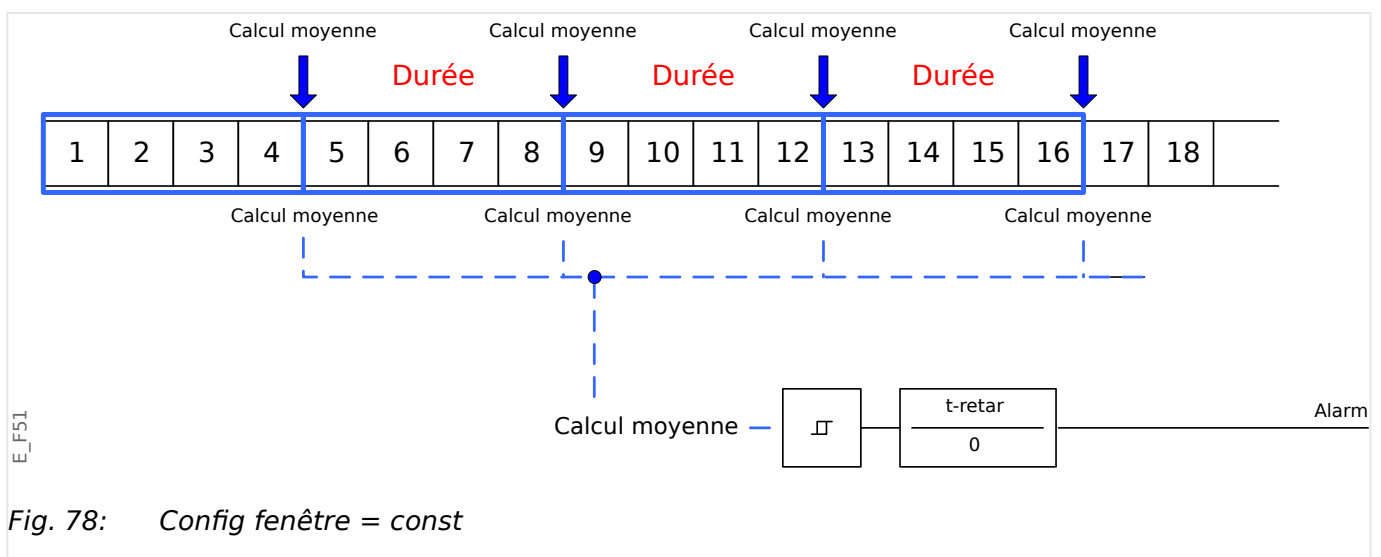 Calcul moyenne Calcul moyenne Calcul moyenne Calcul moyenne
Durée Durée Durée
1 2 3 4 5 6 7 8 9 10 11 12 13 14 15 16 17 18
Calcul moyenne Calcul moyenne Calcul moyenne Calcul moyenne
t-retar
Alarm
Calcul moyenne
0
E_F51
Fig. 78: Config fenêtre = const